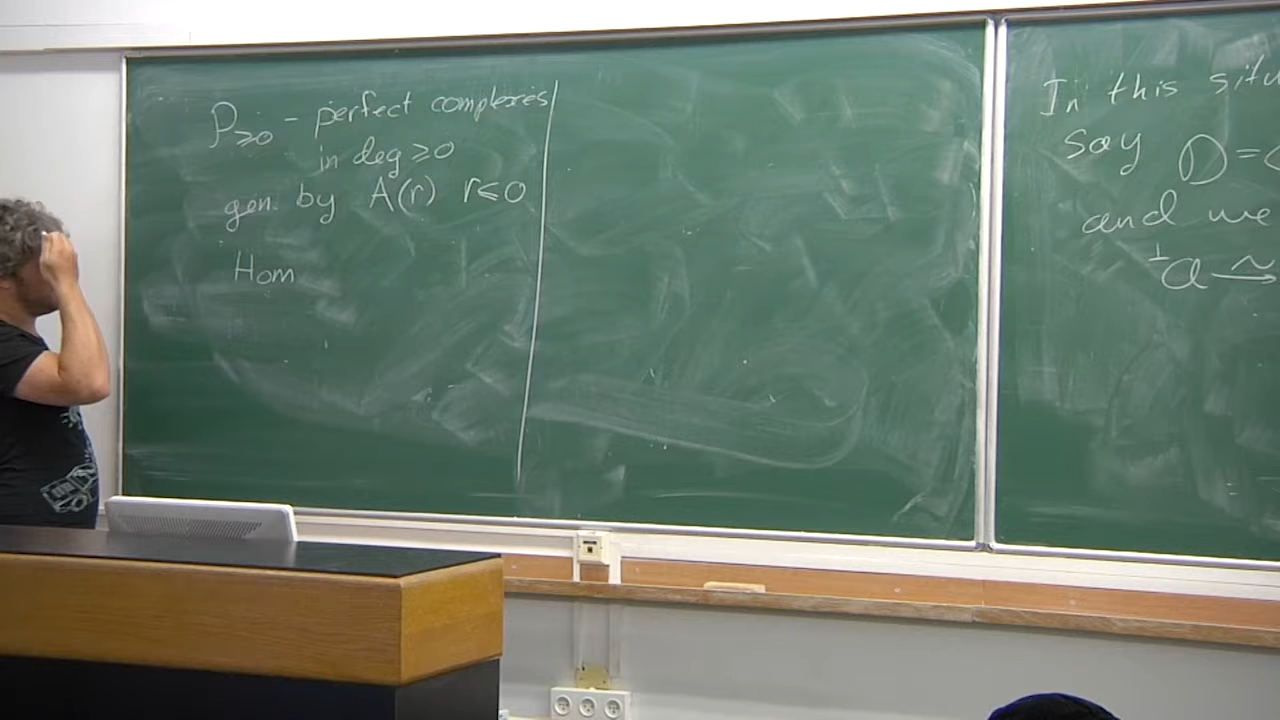 P≥0 – perfect complexes
in deg ≥0
gen. by A(r) r≤0
Hom
In this situ
say D =
and we
⊥a ⥲